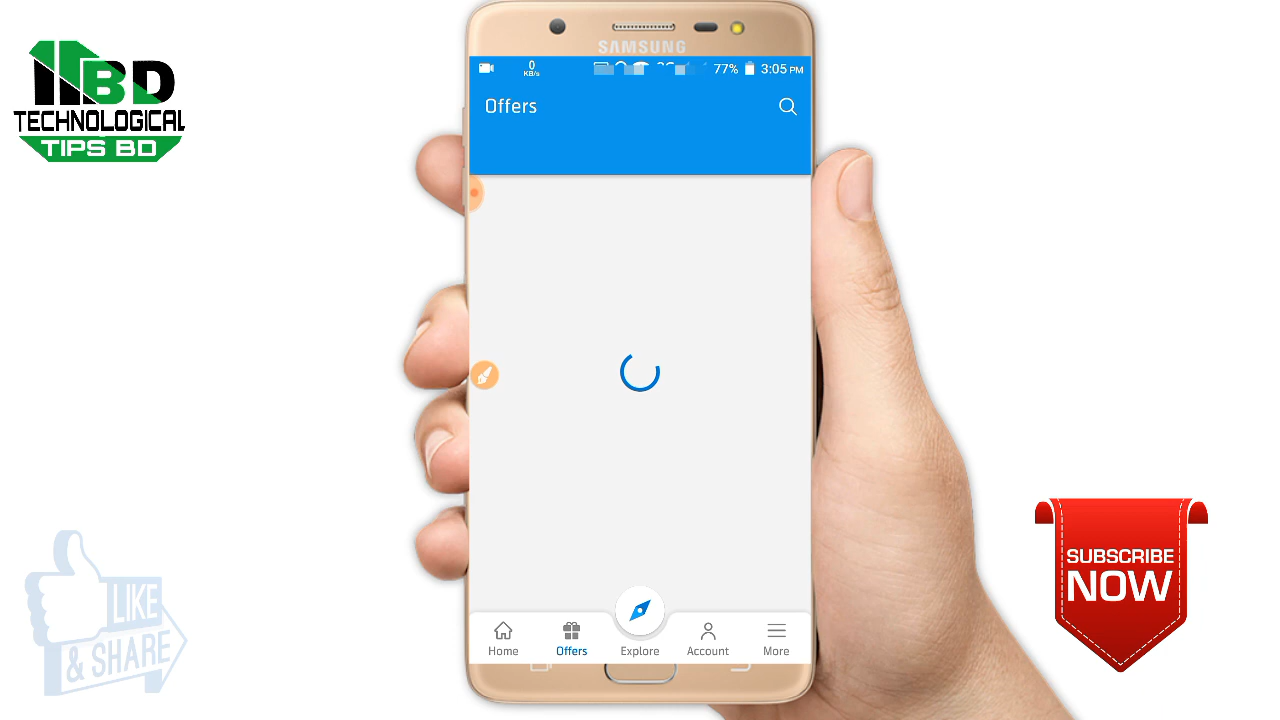 BD
TECHNOLOGICAL
TIPS BD
SAMSUNG
0
KB/s
77%
3:05 PM
Offers
LIKE
& SHARE
SUBSCRIBE
NOW
Home
Offers
Explore
Account
More